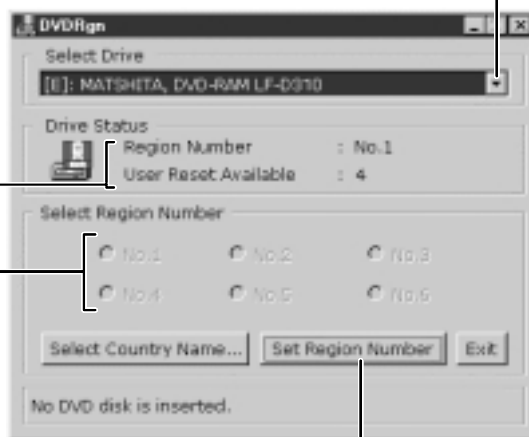 DVDRgn
Select Drive
[E]: MATSHITA, DVD-RAM LF-D310
Drive Status
Region Number : No.1
User Reset Available : 4
Select Region Number
No.1 No.2 No.3
No.4 No.5 No.6
Select Country Name... Set Region Number Exit
No DVD disk is inserted.